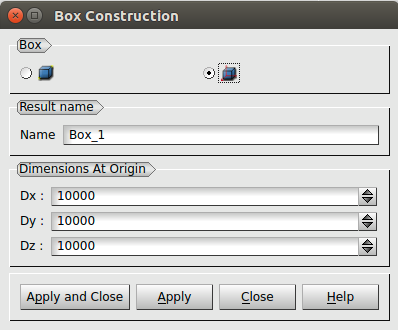 Box Construction
Box
Result name
Name Box_1
Dimensions At Origin
Dx : 10000
Dy : 10000
Dz : 10000
Apply and Close Apply Close Help